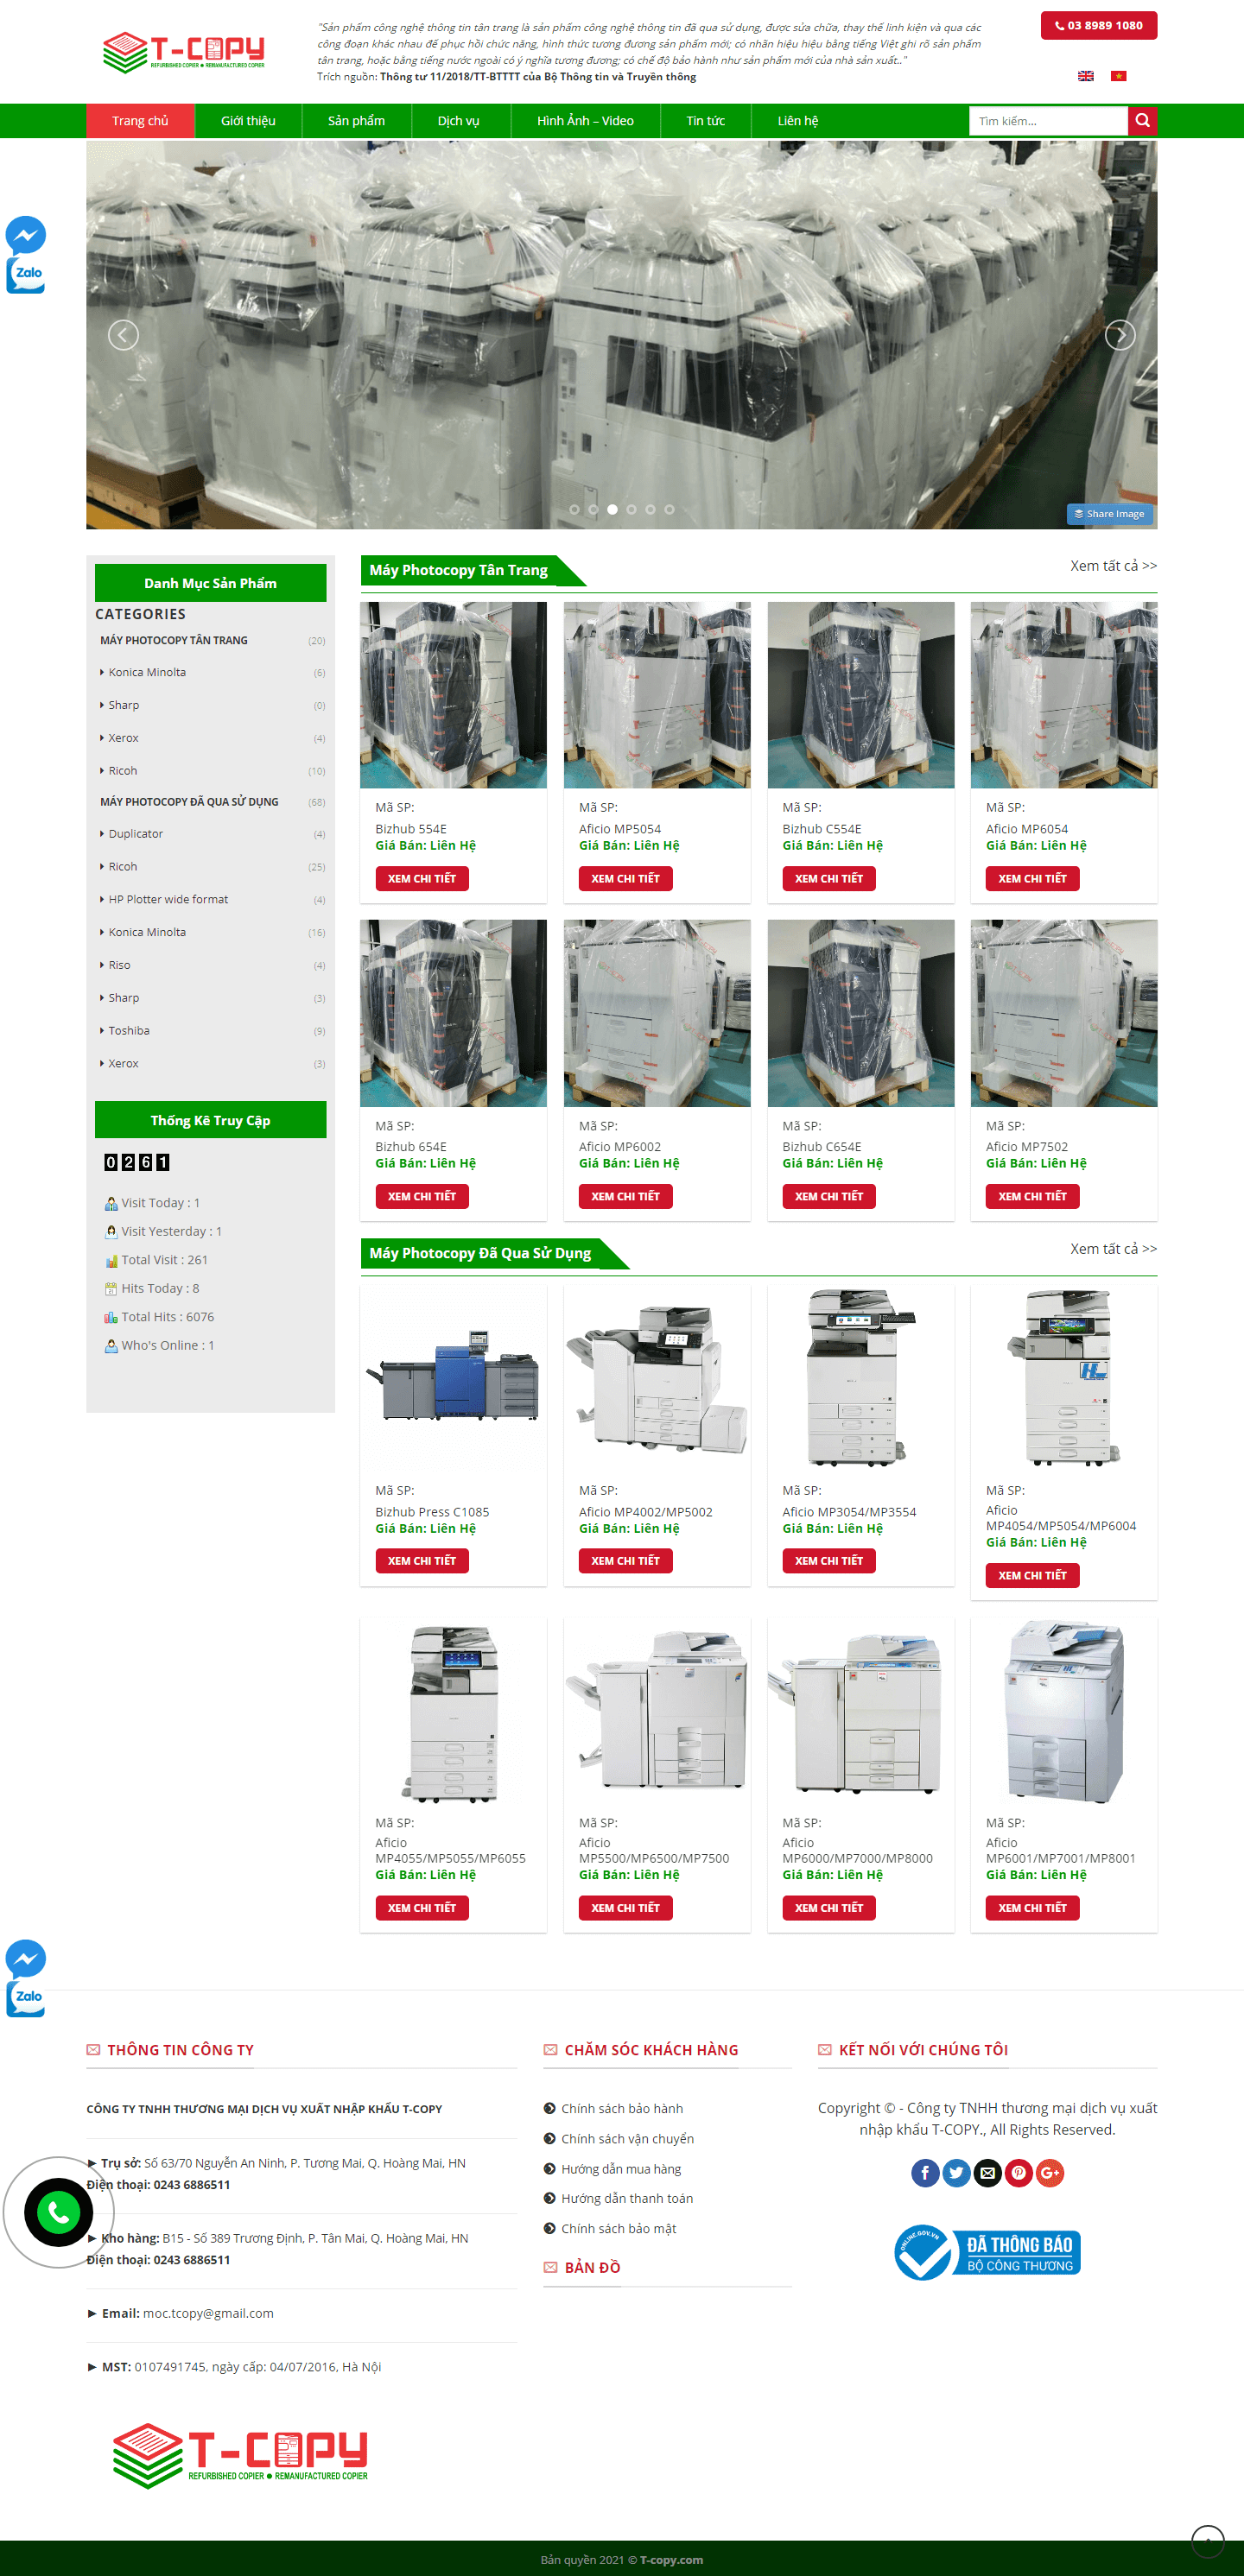 T-COPY
REFURBISHED COPIER ● REMANUFACTURED COPIER
"Sản phẩm công nghệ thông tin tân trang là sản phẩm công nghệ thông tin đã qua sử dụng, được sửa chữa, thay thế linh kiện và qua các
công đoạn khác nhau để phục hồi chức năng, hình thức tương đương sản phẩm mới; có nhãn hiệu hiệu bằng tiếng Việt ghi rõ sản phẩm
tân trang, hoặc bằng tiếng nước ngoài có ý nghĩa tương đương; có chế độ bảo hành như sản phẩm mới của nhà sản xuất.."
Trích nguồn: Thông tư 11/2018/TT-BTTTT của Bộ Thông tin và Truyền thông
03 8989 1080
Trang chủ
Giới thiệu
Sản phẩm
Dịch vụ
Hình Ảnh – Video
Tin tức
Liên hệ
Tìm kiếm...
Zalo
Share Image
Danh Mục Sản Phẩm
CATEGORIES
MÁY PHOTOCOPY TÂN TRANG (20)
Konica Minolta (6)
Sharp (0)
Xerox (4)
Ricoh (10)
MÁY PHOTOCOPY ĐÃ QUA SỬ DỤNG (68)
Duplicator (4)
Ricoh (25)
HP Plotter wide format (4)
Konica Minolta (16)
Riso (4)
Sharp (3)
Toshiba (9)
Xerox (3)
Thống Kê Truy Cập
0261
Visit Today : 1
Visit Yesterday : 1
Total Visit : 261
Hits Today : 8
Total Hits : 6076
Who's Online : 1
Máy Photocopy Tân Trang
Xem tất cả >>
Mã SP: Mã SP: Mã SP: Mã SP:
Bizhub 554E Aficio MP5054 Bizhub C554E Aficio MP6054
Giá Bán: Liên Hệ Giá Bán: Liên Hệ Giá Bán: Liên Hệ Giá Bán: Liên Hệ
XEM CHI TIẾT XEM CHI TIẾT XEM CHI TIẾT XEM CHI TIẾT
Mã SP: Mã SP: Mã SP: Mã SP:
Bizhub 654E Aficio MP6002 Bizhub C654E Aficio MP7502
Giá Bán: Liên Hệ Giá Bán: Liên Hệ Giá Bán: Liên Hệ Giá Bán: Liên Hệ
XEM CHI TIẾT XEM CHI TIẾT XEM CHI TIẾT XEM CHI TIẾT
Máy Photocopy Đã Qua Sử Dụng
Xem tất cả >>
Mã SP:
Bizhub Press C1085
Giá Bán: Liên Hệ
XEM CHI TIẾT
Mã SP:
Aficio MP4002/MP5002
Giá Bán: Liên Hệ
XEM CHI TIẾT
Mã SP:
Aficio MP3054/MP3554
Giá Bán: Liên Hệ
XEM CHI TIẾT
Mã SP:
Aficio
MP4054/MP5054/MP6004
Giá Bán: Liên Hệ
XEM CHI TIẾT
Mã SP:
Aficio
MP4055/MP5055/MP6055
Giá Bán: Liên Hệ
XEM CHI TIẾT
Mã SP:
Aficio
MP5500/MP6500/MP7500
Giá Bán: Liên Hệ
XEM CHI TIẾT
Mã SP:
Aficio
MP6000/MP7000/MP8000
Giá Bán: Liên Hệ
XEM CHI TIẾT
Mã SP:
Aficio
MP6001/MP7001/MP8001
Giá Bán: Liên Hệ
XEM CHI TIẾT
Zalo
THÔNG TIN CÔNG TY
CÔNG TY TNHH THƯƠNG MẠI DỊCH VỤ XUẤT NHẬP KHẨU T-COPY
► Trụ sở: Số 63/70 Nguyễn An Ninh, P. Tương Mai, Q. Hoàng Mai, HN
Điện thoại: 0243 6886511
► Kho hàng: B15 - Số 389 Trương Định, P. Tân Mai, Q. Hoàng Mai, HN
Điện thoại: 0243 6886511
► Email: moc.tcopy@gmail.com
► MST: 0107491745, ngày cấp: 04/07/2016, Hà Nội
T-COPY
REFURBISHED COPIER ● REMANUFACTURED COPIER
CHĂM SÓC KHÁCH HÀNG
Chính sách bảo hành
Chính sách vận chuyển
Hướng dẫn mua hàng
Hướng dẫn thanh toán
Chính sách bảo mật
BẢN ĐỒ
KẾT NỐI VỚI CHÚNG TÔI
Copyright © - Công ty TNHH thương mại dịch vụ xuất
nhập khẩu T-COPY., All Rights Reserved.
ONLINE.GOV.VN
ĐÃ THÔNG BÁO
BỘ CÔNG THƯƠNG
Bản quyền 2021 © T-copy.com